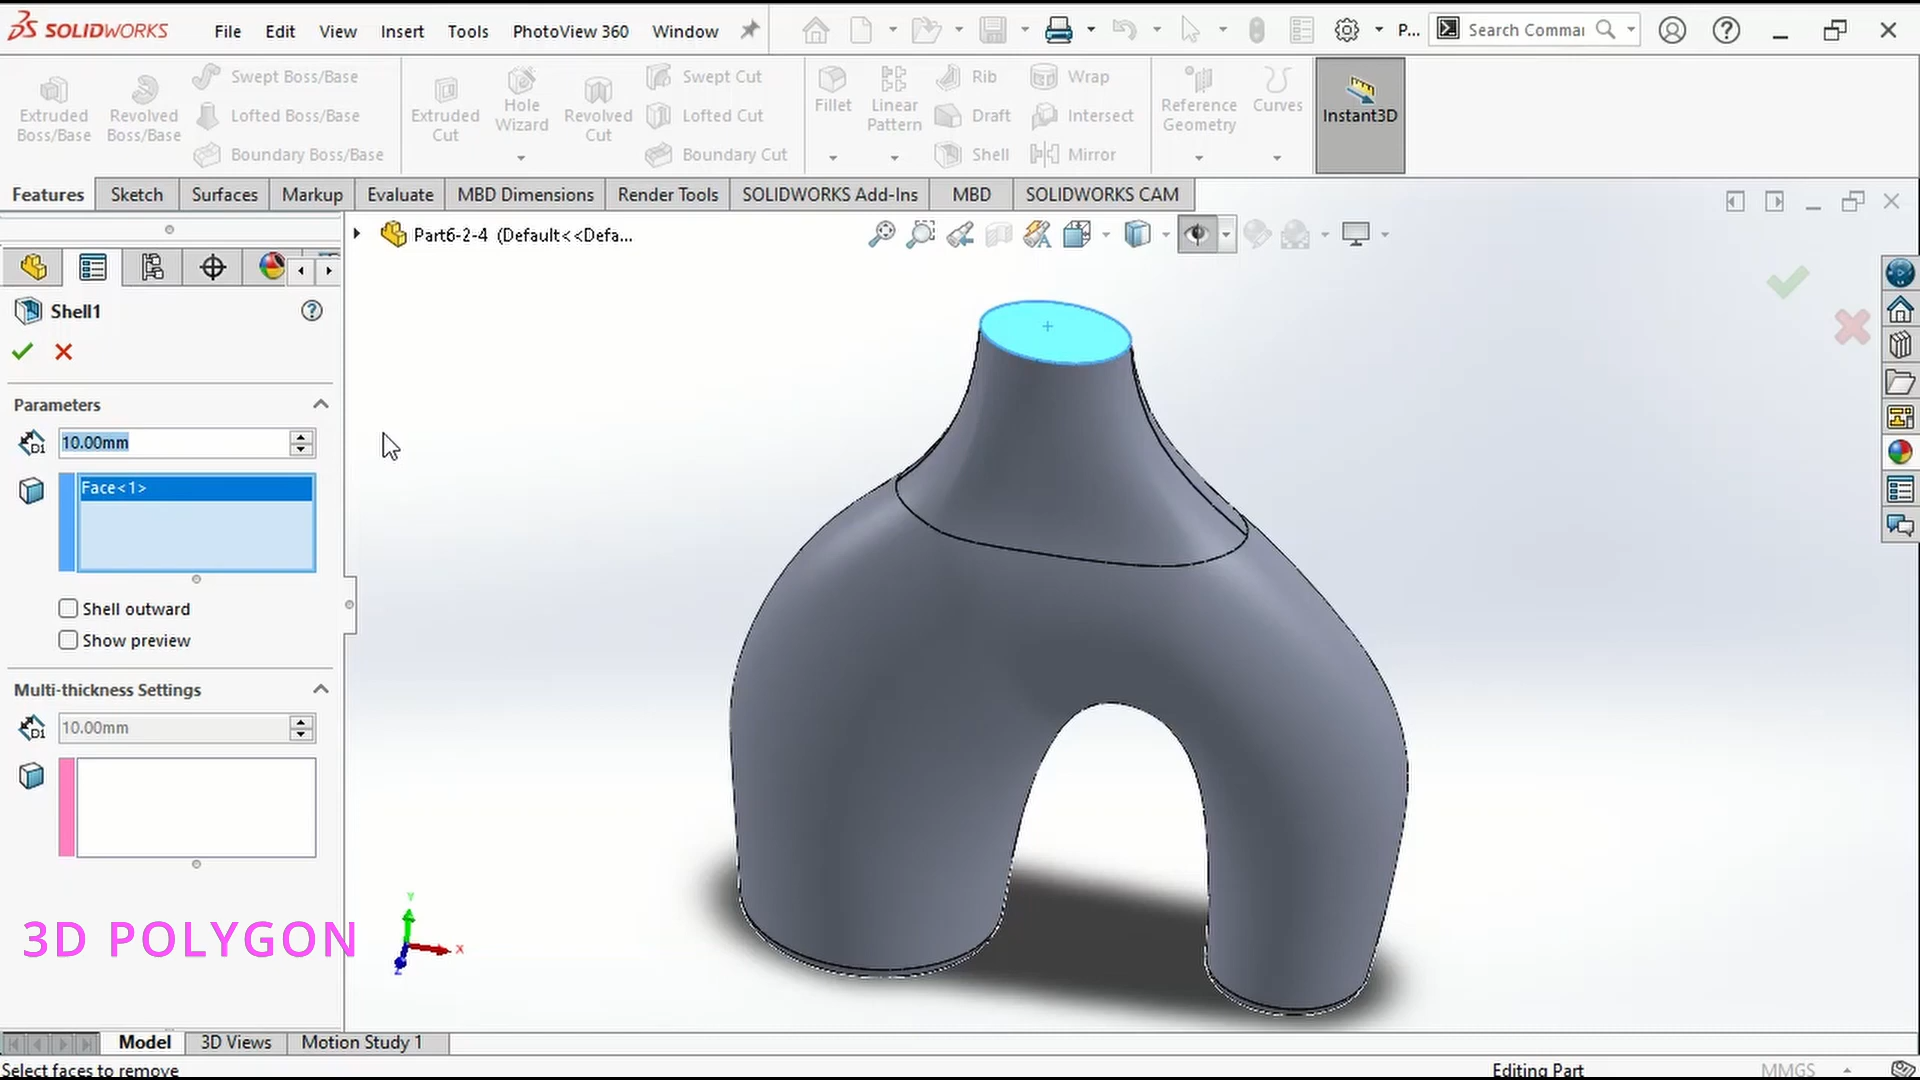 SOLIDWORKS File Edit View Insert Tools PhotoView 360 Window P... Search Commar
Extruded Boss/Base
Revolved Boss/Base
Swept Boss/Base
Lofted Boss/Base
Boundary Boss/Base
Extruded Cut
Hole Wizard
Revolved Cut
Swept Cut
Lofted Cut
Boundary Cut
Fillet
Linear Pattern
Rib
Draft
Shell
Wrap
Intersect
Mirror
Reference Geometry
Curves
Instant3D
Features Sketch Surfaces Markup Evaluate MBD Dimensions Render Tools SOLIDWORKS Add-Ins MBD SOLIDWORKS CAM
Part6-2-4 (Default<<Defa...
Shell1
Parameters
D1 10.00mm
Face<1>
Shell outward
Show preview
Multi-thickness Settings
D1 10.00mm
3D POLYGON
Y
X
Z
Model 3D Views Motion Study 1
Select faces to remove Editing Part MMGS